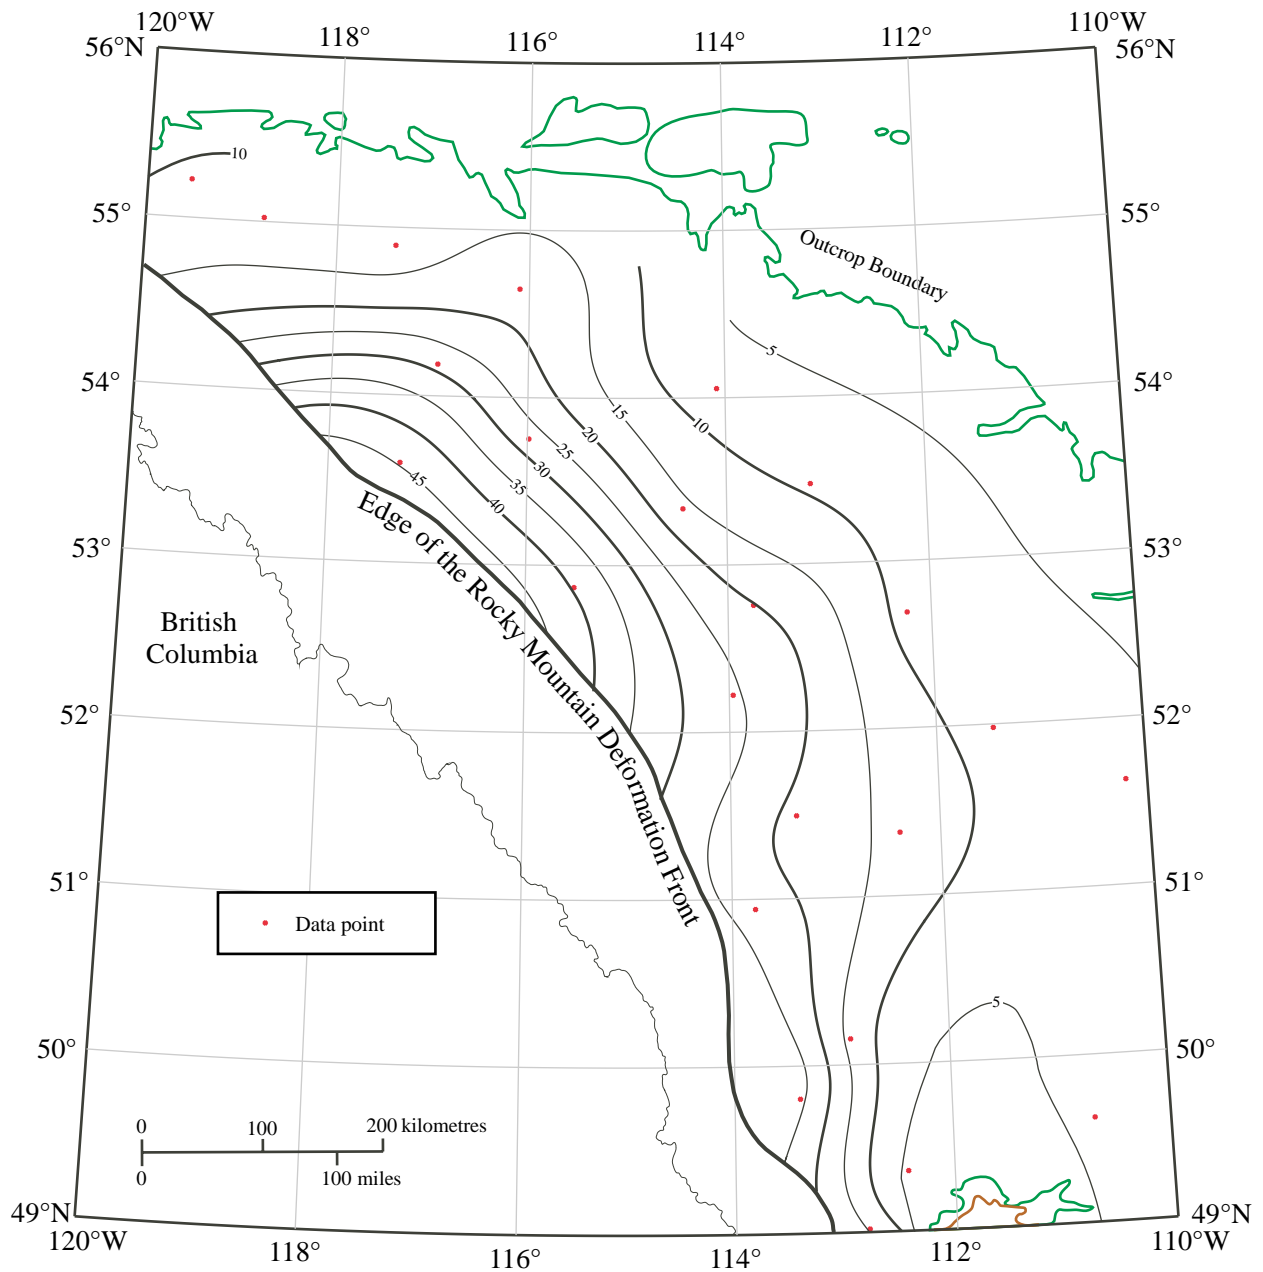 120°W
110°W
56°N
118°
116°
114°
112°
56°N
10
55°
55°
Outcrop Boundary
5
54°
54°
15
10
20
25
30
45
35
40
Edge of the Rocky Mountain Deformation Front
53°
53°
British
Columbia
52°
52°
51°
51°
Data point
5
50°
50°
0
100
200 kilometres
0
100 miles
49°N
49°N
120°W
118°
116°
114°
112°
110°W